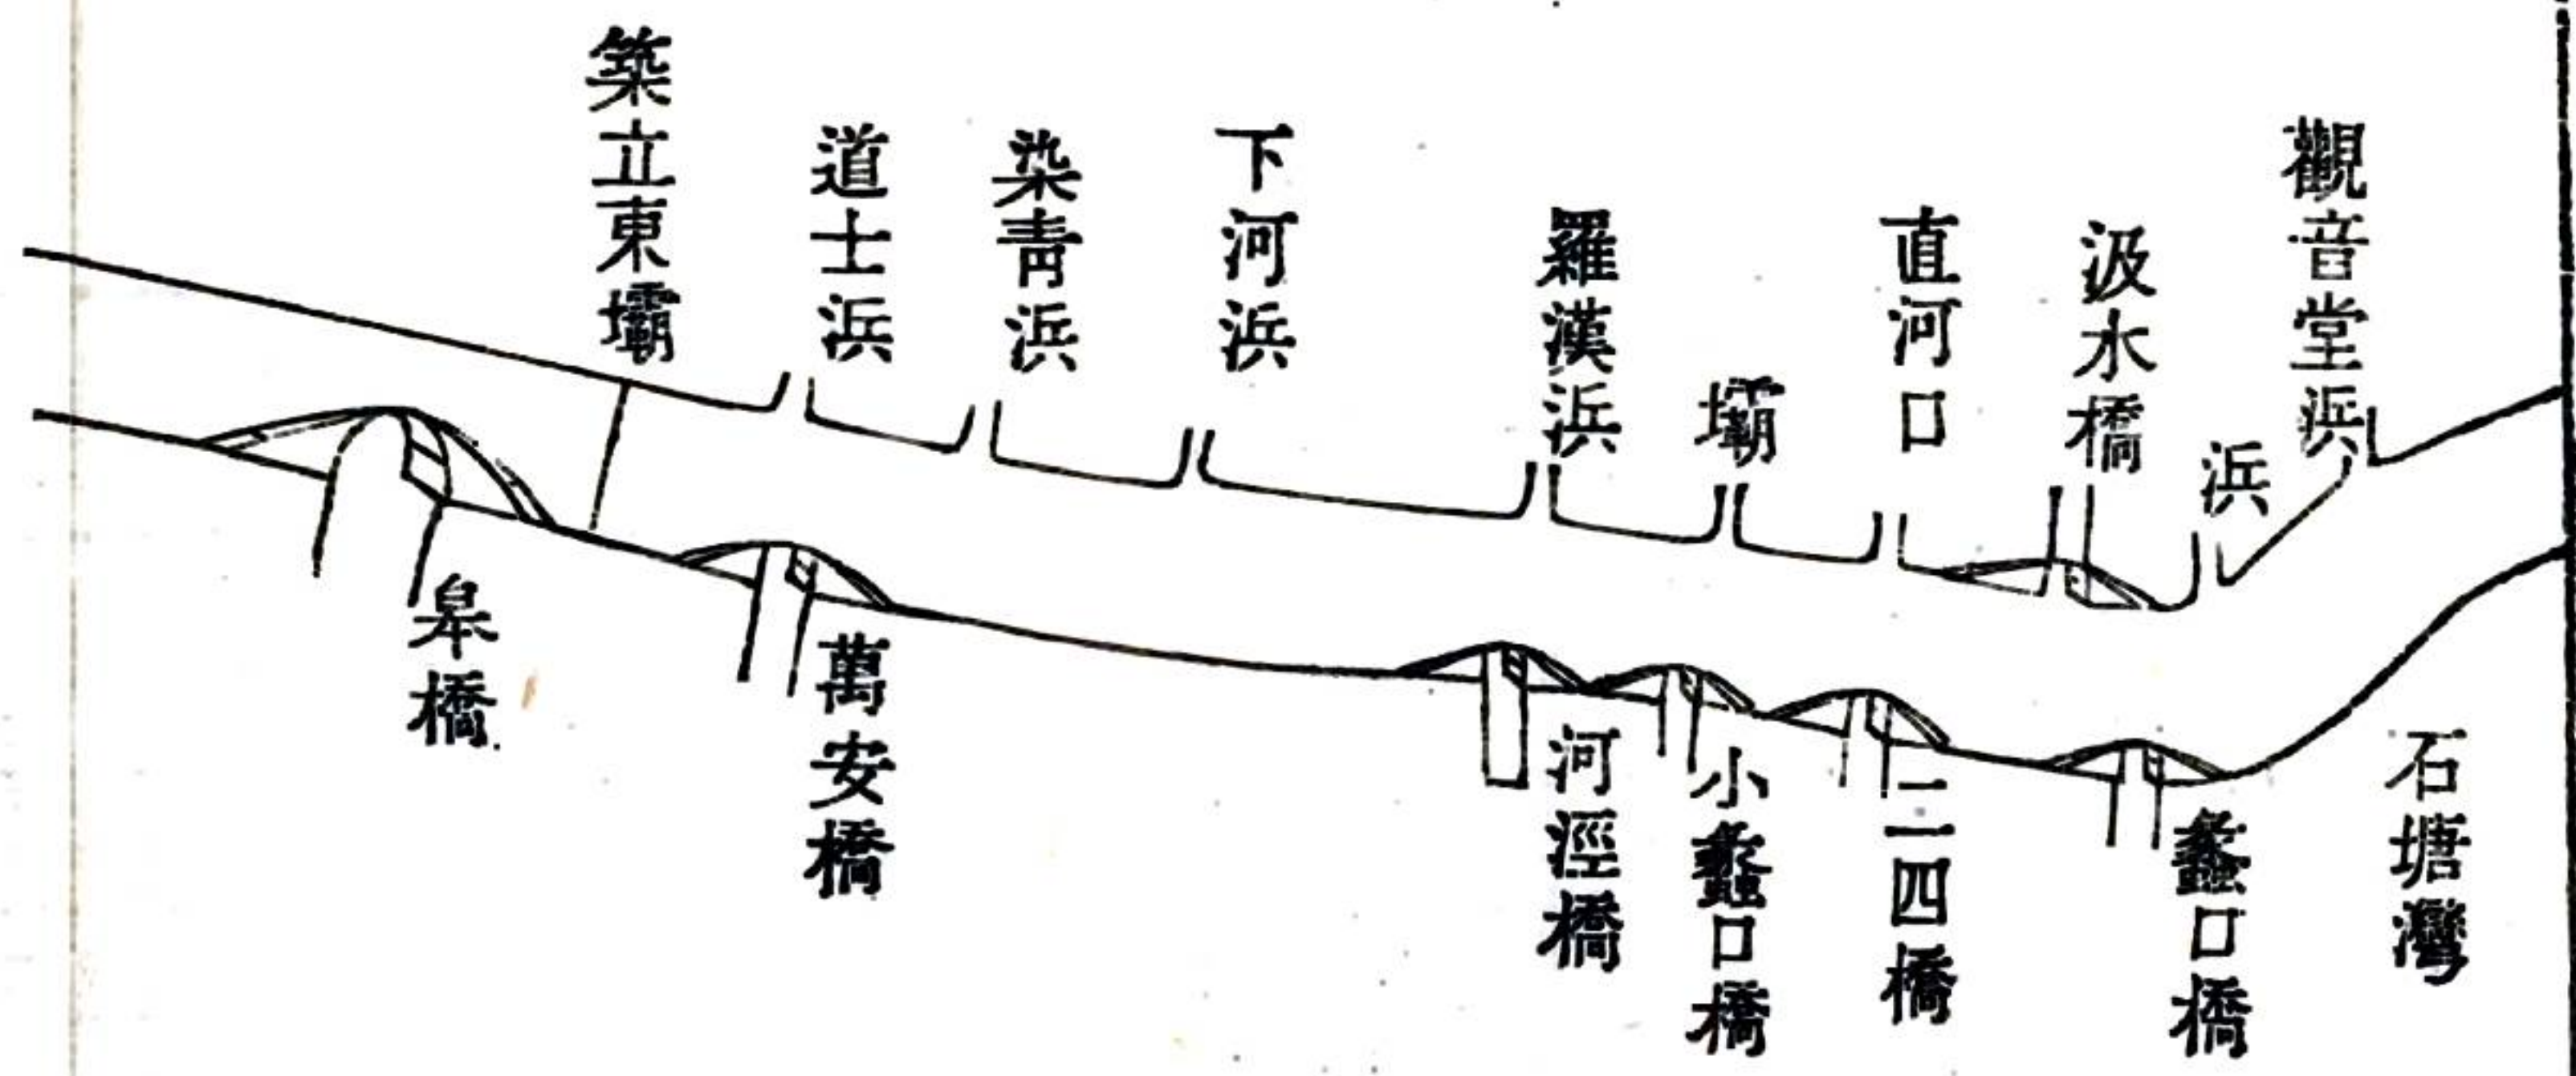 觀音堂浜
浜
汲水橋
直河口
壩
羅漢浜
下河浜
染青浜
道士浜
築立東壩
石塘灣
蠡口橋
二四橋
小蠡口橋
河涇橋
萬安橋
皋橋